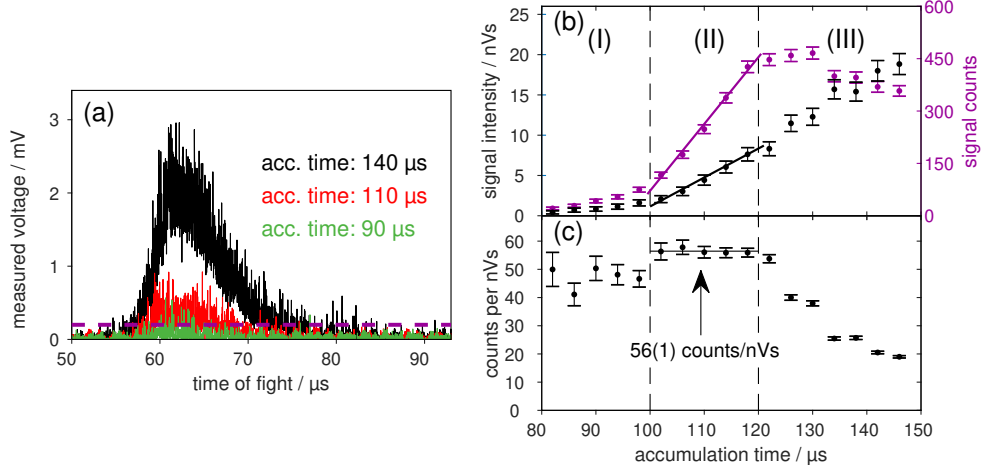 (a)
measured voltage / mV
3
2
1
0
acc. time: 140 µs
acc. time: 110 µs
acc. time: 90 µs
50 60 70 80 90
time of fight / µs
(b)
(I) (II) (III)
signal intensity / nVs
25
20
15
10
5
0
signal counts
600
450
300
150
0
(c)
counts per nVs
60
50
40
30
20
10
0
56(1) counts/nVs
80 90 100 110 120 130 140 150
accumulation time / µs